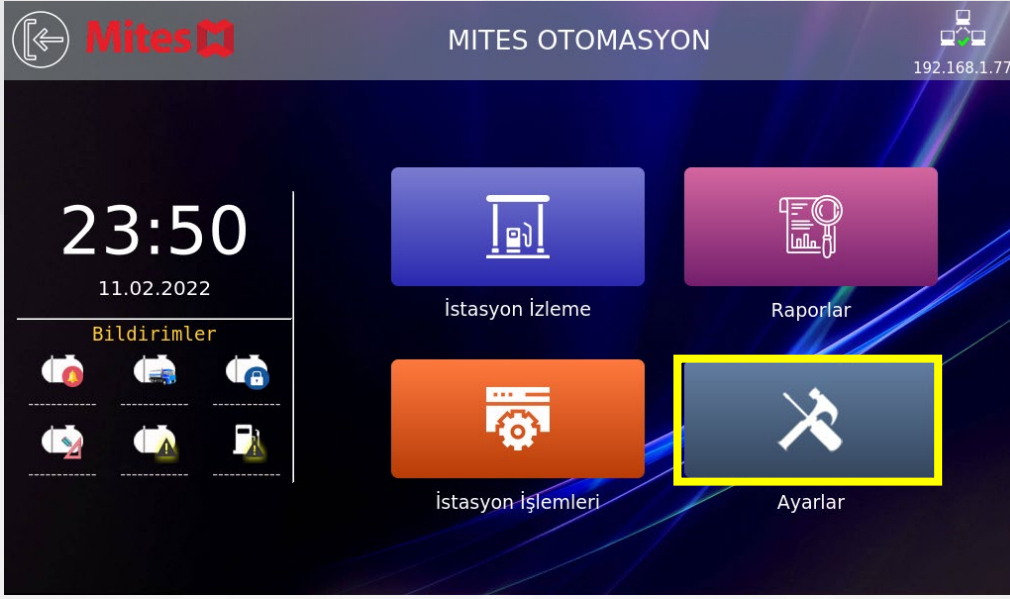 Mites
MITES OTOMASYON
192.168.1.77
23:50
11.02.2022
Bildirimler
İstasyon İzleme
Raporlar
İstasyon İşlemleri
Ayarlar